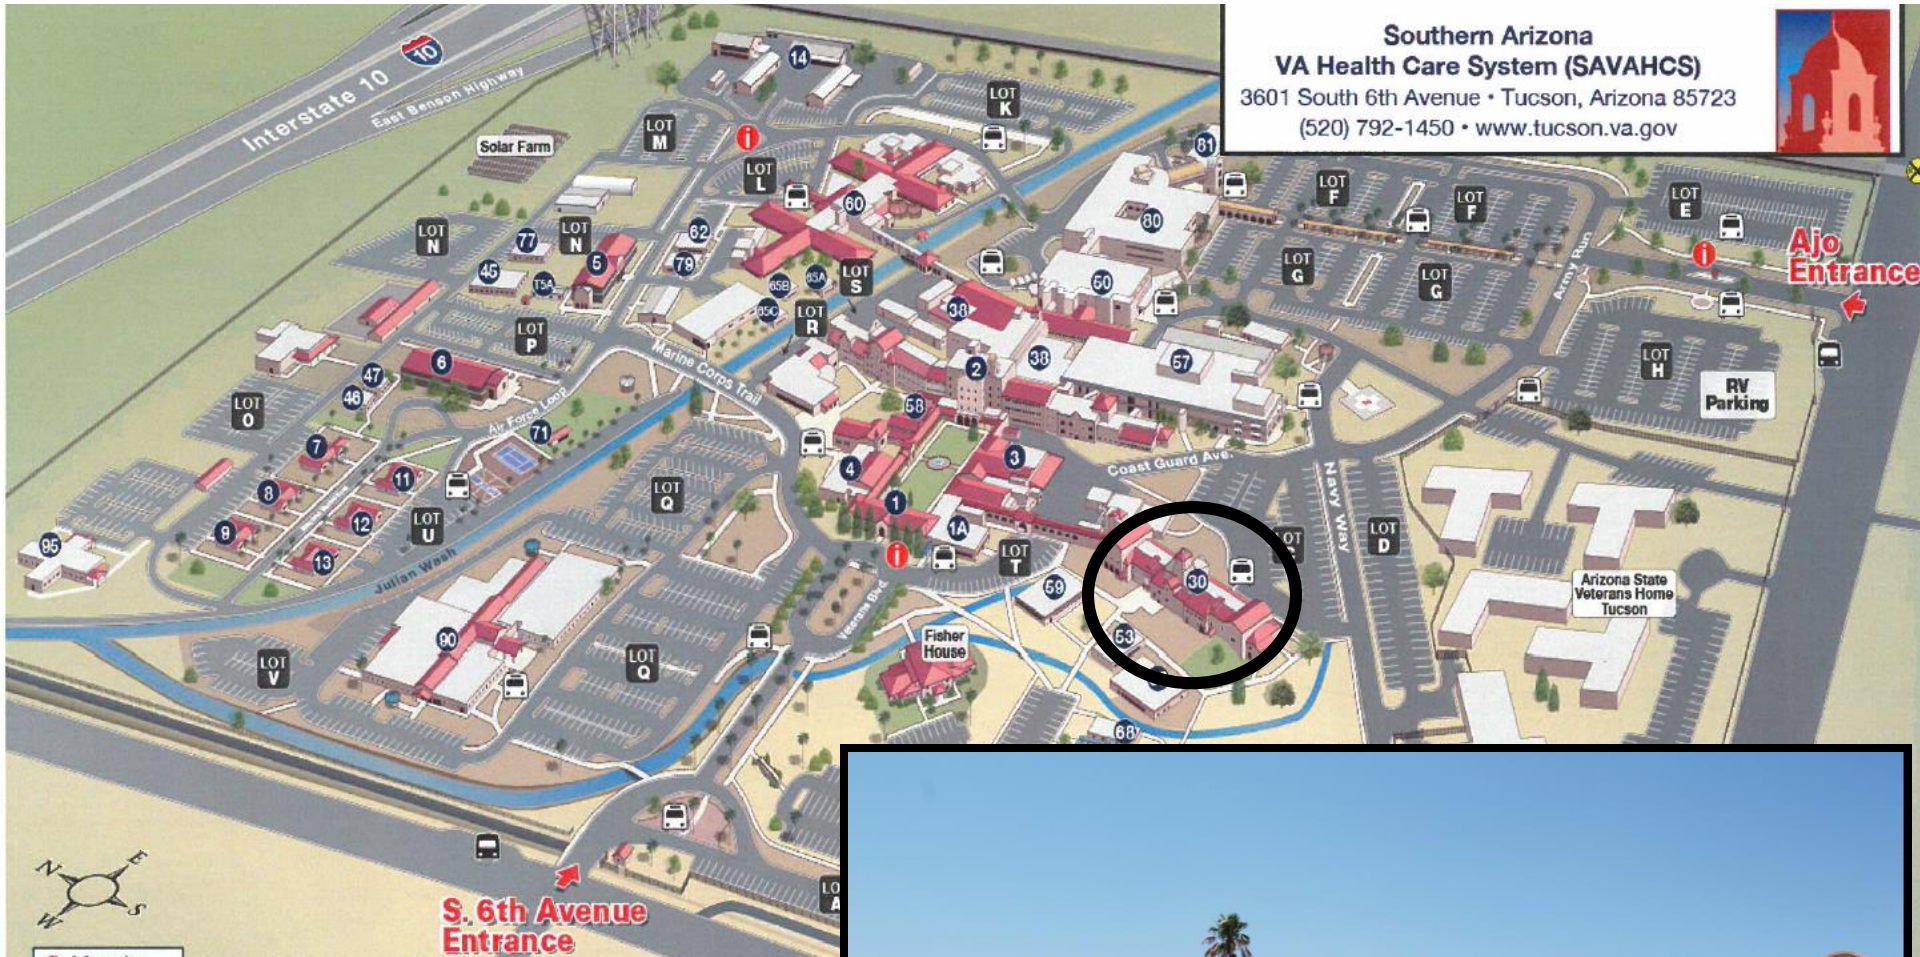 Southern Arizona
VA Health Care System (SAVAHCS)
3601 South 6th Avenue • Tucson, Arizona 85723
(520) 792-1450 • www.tucson.va.gov
10
Interstate 10
East Benson Highway
14
LOT
K
LOT
M
i
Solar Farm
LOT
L
81
LOT
F
LOT
F
LOT
E
60
80
LOT
N
LOT
N
77
62
79
5
45
T5A
65B
65A
65C
LOT
S
LOT
R
50
LOT
G
LOT
G
Army Run
i
Ajo
Entrance
LOT
P
Marine Corps Trail
38
38
2
57
LOT
H
RV
Parking
6
47
46
LOT
O
Air Force Loop
71
58
7
8
9
11
12
13
LOT
U
LOT
Q
4
3
1
1A
Coast Guard Ave.
Navy Way
LOT
D
LOT
95
Julian Wash
i
LOT
T
59
30
53
Arizona State
Veterans Home
Tucson
90
Veterans Blvd
Fisher
House
LOT
V
LOT
Q
68
N
E
W
S
S. 6th Avenue
Entrance
A